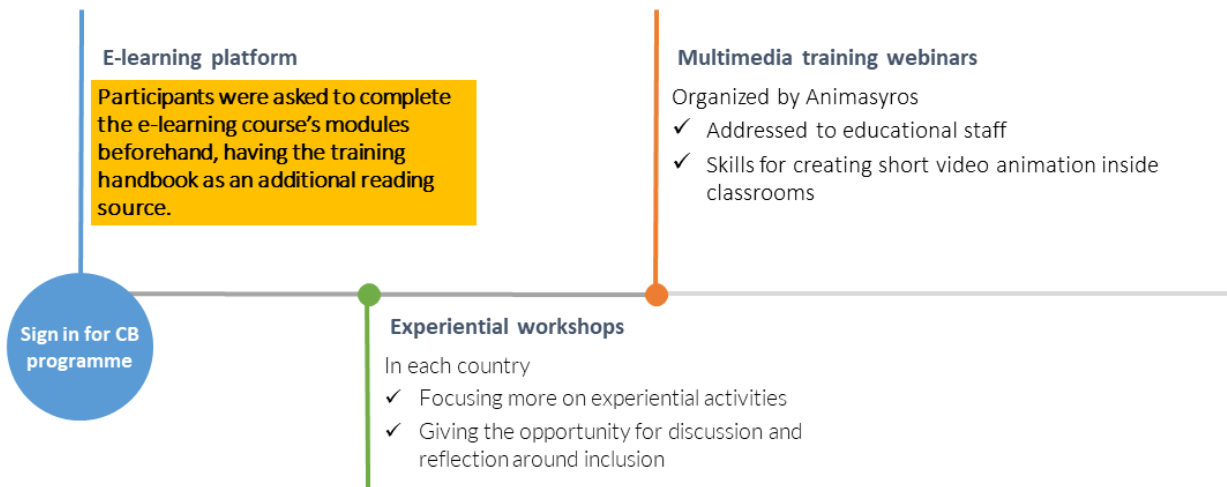 E-learning platform
Participants were asked to complete
the e-learning course's modules
beforehand, having the training
handbook as an additional reading
source.
Multimedia training webinars
Organized by Animasyros
✓ Addressed to educational staff
✓ Skills for creating short video animation inside
classrooms
Sign in for CB
programme
Experiential workshops
In each country
✓ Focusing more on experiential activities
✓ Giving the opportunity for discussion and
reflection around inclusion